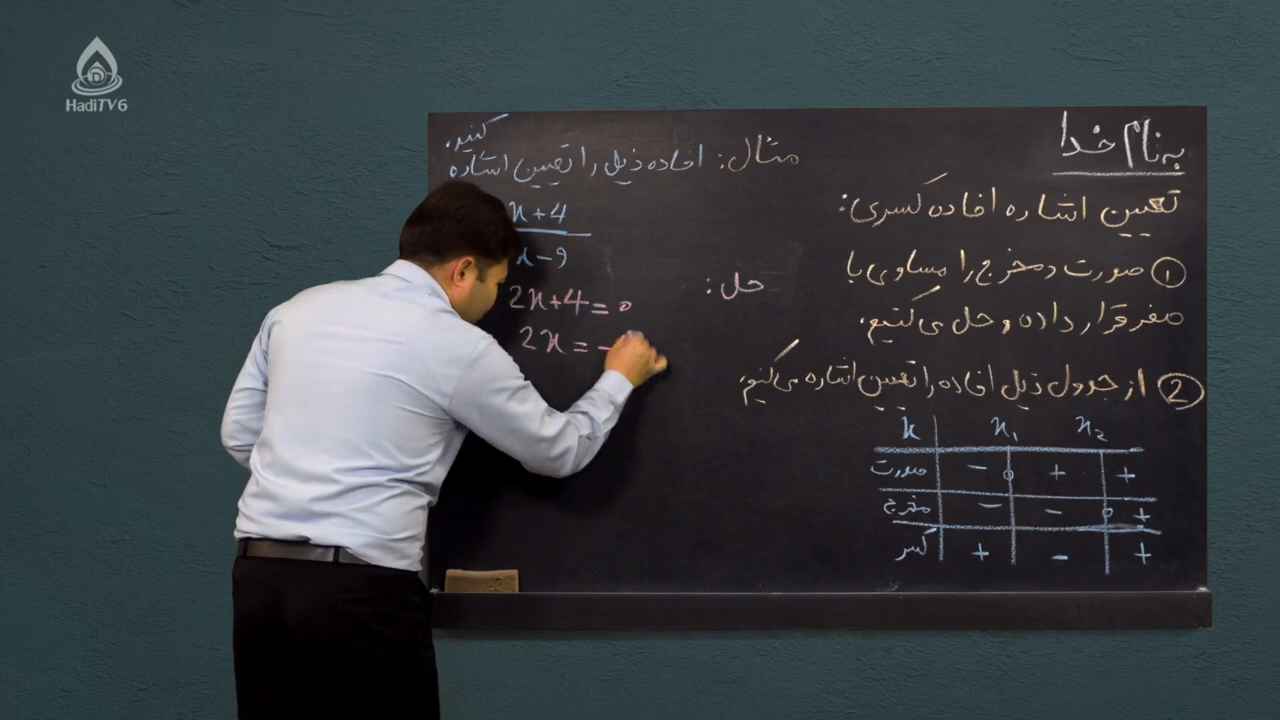 HadiTV6
به نام خدا
تعیین اشاره افاده کسری:
① صورت و مخرج را مساوی با
صفر قرار داده و حل می کنیم.
② از جدول ذیل افاده را تعیین اشاره می کنیم.
x x₁ x₂
صورت - 0 + +
مخرج - - 0 +
کسر + - +
مثال: افاده ذیل را تعیین اشاره
کنید.
x+4
x-9
حل:
2x+4=0
2x=-